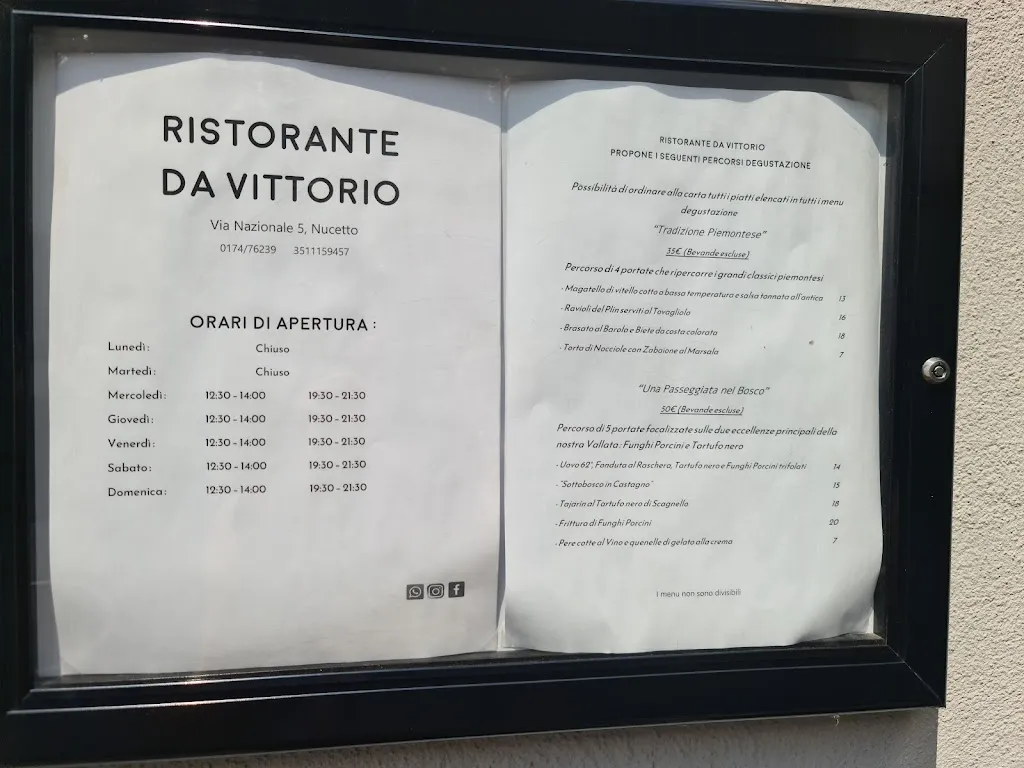 RISTORANTE
DA VITTORIO
Via Nazionale 5, Nucetto
0174/76239 3511159457
ORARI DI APERTURA :
Lunedì: Chiuso
Martedì: Chiuso
Mercoledì: 12:30 - 14:00 19:30 - 21:30
Giovedì: 12:30 - 14:00 19:30 - 21:30
Venerdì: 12:30 - 14:00 19:30 - 21:30
Sabato: 12:30 - 14:00 19:30 - 21:30
Domenica: 12:30 - 14:00 19:30 - 21:30
RISTORANTE DA VITTORIO
PROPONE I SEGUENTI PERCORSI DEGUSTAZIONE
Possibilità di ordinare alla carta tutti i piatti elencati in tutti i menu
degustazione
"Tradizione Piemontese"
35€ (Bevande escluse)
Percorso di 4 portate che ripercorre i grandi classici piemontesi
- Magatello di vitello cotto a bassa temperatura e salsa tonnata all'antica 13
- Ravioli del Plin serviti al Tovagliolo 16
- Brasato al Barolo e Biete da costa colorata 18
- Torta di Nocciole con Zabaione al Marsala 7
"Una Passeggiata nel Bosco"
50€ (Bevande escluse)
Percorso di 5 portate focalizzate sulle due eccellenze principali della
nostra Vallata: Funghi Porcini e Tartufo nero
- Uovo 62°, Fonduta al Raschera, Tartufo nero e Funghi Porcini trifolati 14
- "Sottobosco in Castagno" 15
- Tajarin al Tartufo nero di Scagnello 18
- Frittura di Funghi Porcini 20
- Pere cotte al Vino e quenelle di gelato alla crema 7
I menu non sono divisibili